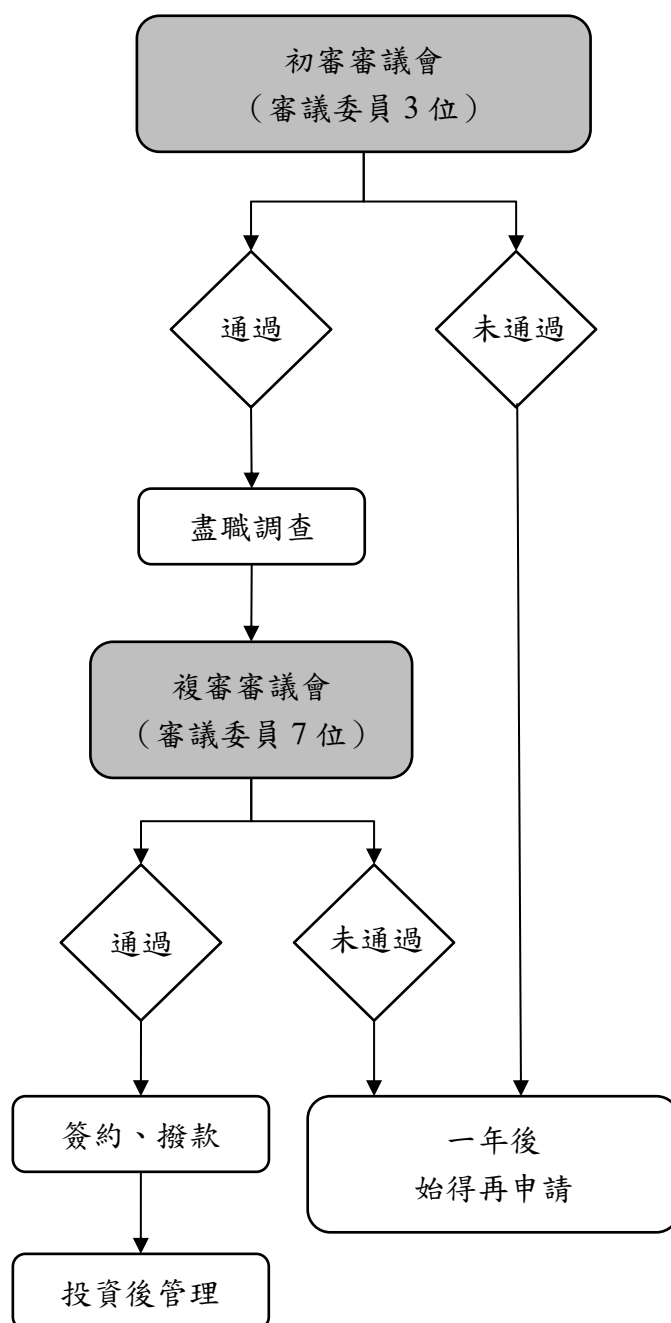 初審審議會
（審議委員 3 位）
通過
未通過
盡職調查
複審審議會
（審議委員 7 位）
通過
未通過
簽約、撥款
一年後
始得再申請
投資後管理